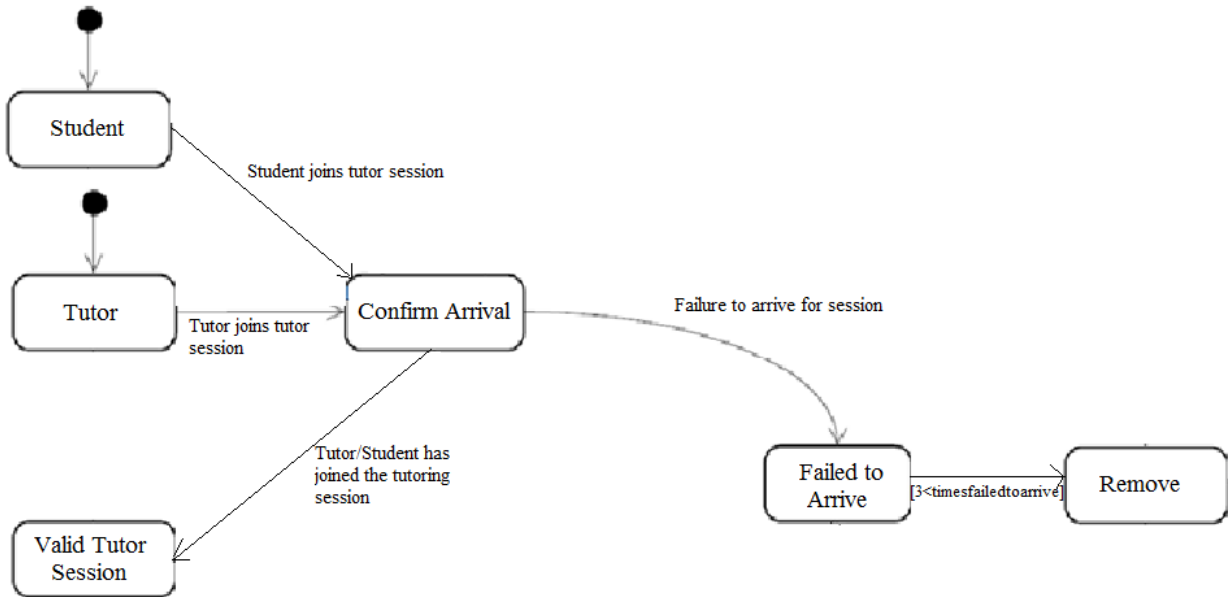 Student
Student joins tutor session
Tutor
Tutor joins tutor
session
Confirm Arrival
Failure to arrive for session
Tutor/Student has
joined the tutoring
session
Failed to
Arrive
[3<timesfailedtoarrive]
Remove
Valid Tutor
Session